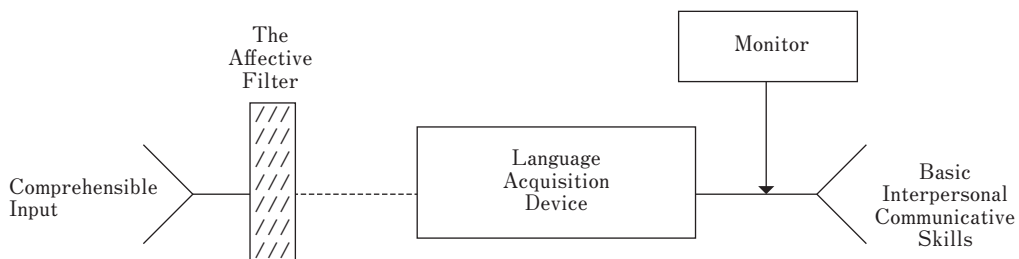 The
Affective
Filter
Monitor
Comprehensible
Input
Language
Acquisition
Device
Basic
Interpersonal
Communicative
Skills